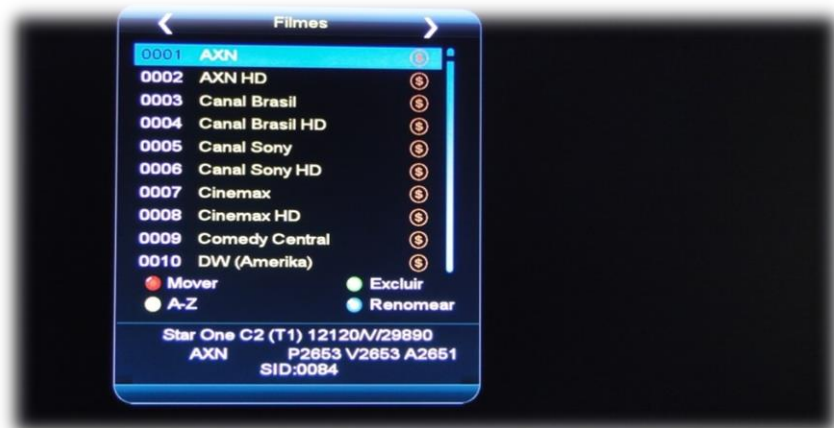 Filmes
0001 AXN
0002 AXN HD
0003 Canal Brasil
0004 Canal Brasil HD
0005 Canal Sony
0006 Canal Sony HD
0007 Cinemax
0008 Cinemax HD
0009 Comedy Central
0010 DW (Amerika)
Mover Excluir
A-Z Renomear
Star One C2 (T1) 12120/V/29890
AXN P2653 V2653 A2651
SID:0084